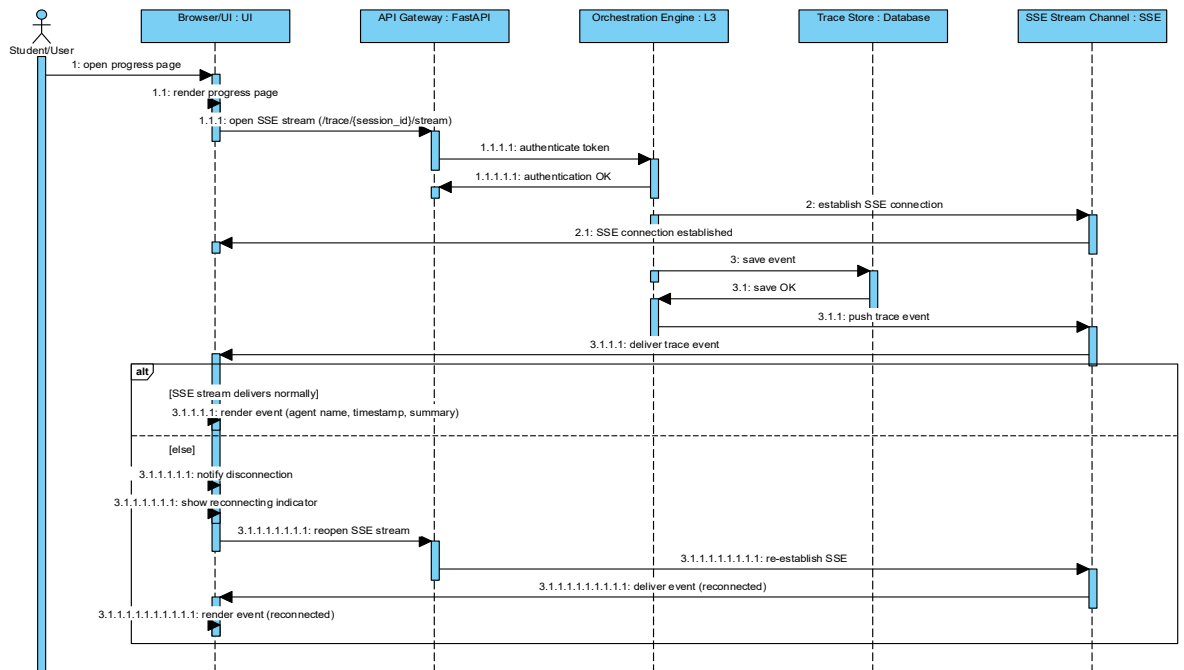 Browser/UI : UI
API Gateway : FastAPI
Orchestration Engine : L3
Trace Store : Database
SSE Stream Channel : SSE
Student/User
1: open progress page
1.1: render progress page
1.1.1: open SSE stream (/trace/{session_id}/stream)
1.1.1.1: authenticate token
1.1.1.1.1: authentication OK
2: establish SSE connection
2.1: SSE connection established
3: save event
3.1: save OK
3.1.1: push trace event
3.1.1.1: deliver trace event
alt
[SSE stream delivers normally]
3.1.1.1.1: render event (agent name, timestamp, summary)
[else]
3.1.1.1.1.1: notify disconnection
3.1.1.1.1.1.1: show reconnecting indicator
3.1.1.1.1.1.1.1: reopen SSE stream
3.1.1.1.1.1.1.1.1: re-establish SSE
3.1.1.1.1.1.1.1.1.1: deliver event (reconnected)
3.1.1.1.1.1.1.1.1.1.1: render event (reconnected)